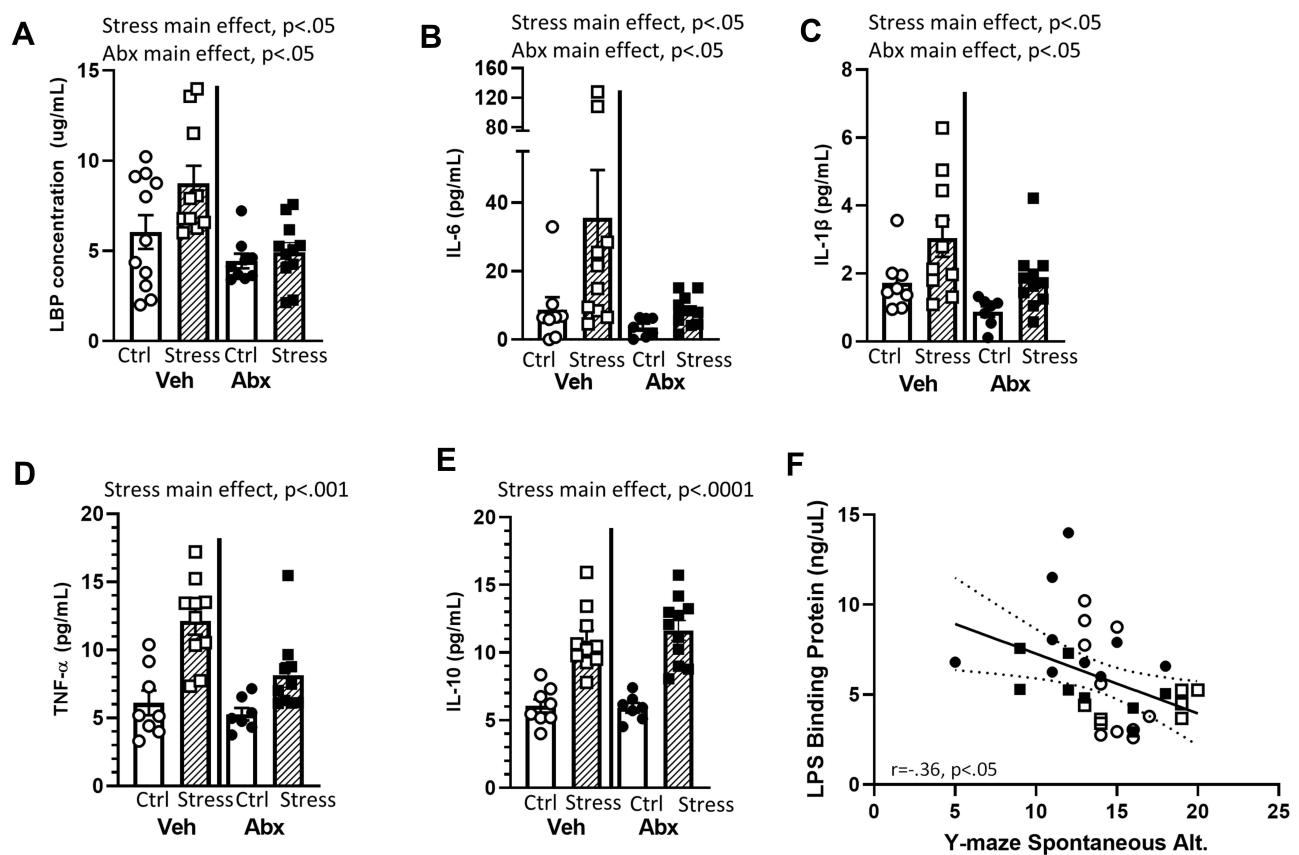 A
Stress main effect, p<.05
Abx main effect, p<.05
LBP concentration (ug/mL)
15
10
5
0
Ctrl Stress Ctrl Stress
Veh Abx
B
Stress main effect, p<.05
Abx main effect, p<.05
IL-6 (pg/mL)
160
120
80
40
20
0
Ctrl Stress Ctrl Stress
Veh Abx
C
Stress main effect, p<.05
Abx main effect, p<.05
IL-1β (pg/mL)
8
6
4
2
0
Ctrl Stress Ctrl Stress
Veh Abx
D
Stress main effect, p<.001
TNF-α (pg/mL)
20
15
10
5
0
Ctrl Stress Ctrl Stress
Veh Abx
E
Stress main effect, p<.0001
IL-10 (pg/mL)
20
15
10
5
0
Ctrl Stress Ctrl Stress
Veh Abx
F
LPS Binding Protein (ng/uL)
15
10
5
0
r=-.36, p<.05
0 5 10 15 20 25
Y-maze Spontaneous Alt.